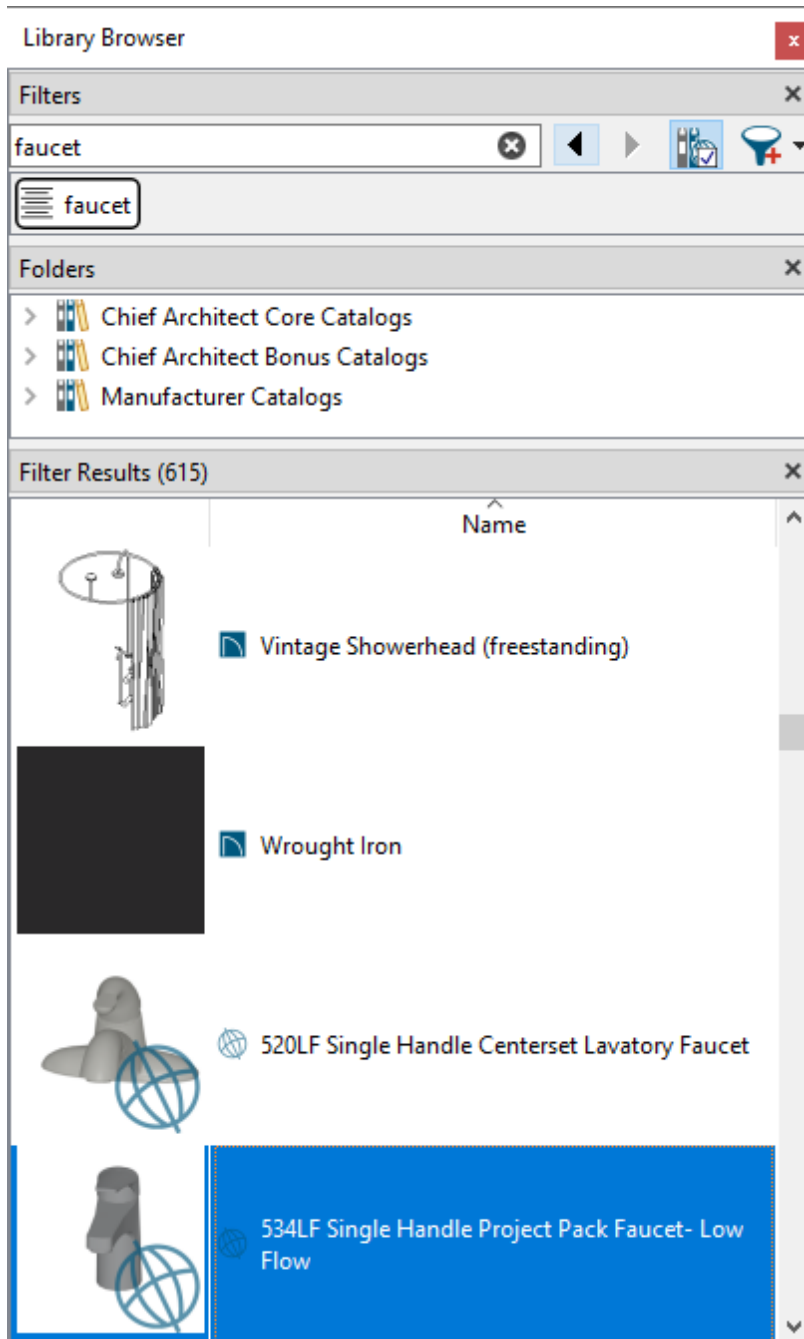 Library Browser
Filters
faucet
faucet
Folders
Chief Architect Core Catalogs
Chief Architect Bonus Catalogs
Manufacturer Catalogs
Filter Results (615)
Name
Vintage Showerhead (freestanding)
Wrought Iron
520LF Single Handle Centerset Lavatory Faucet
534LF Single Handle Project Pack Faucet- Low
Flow